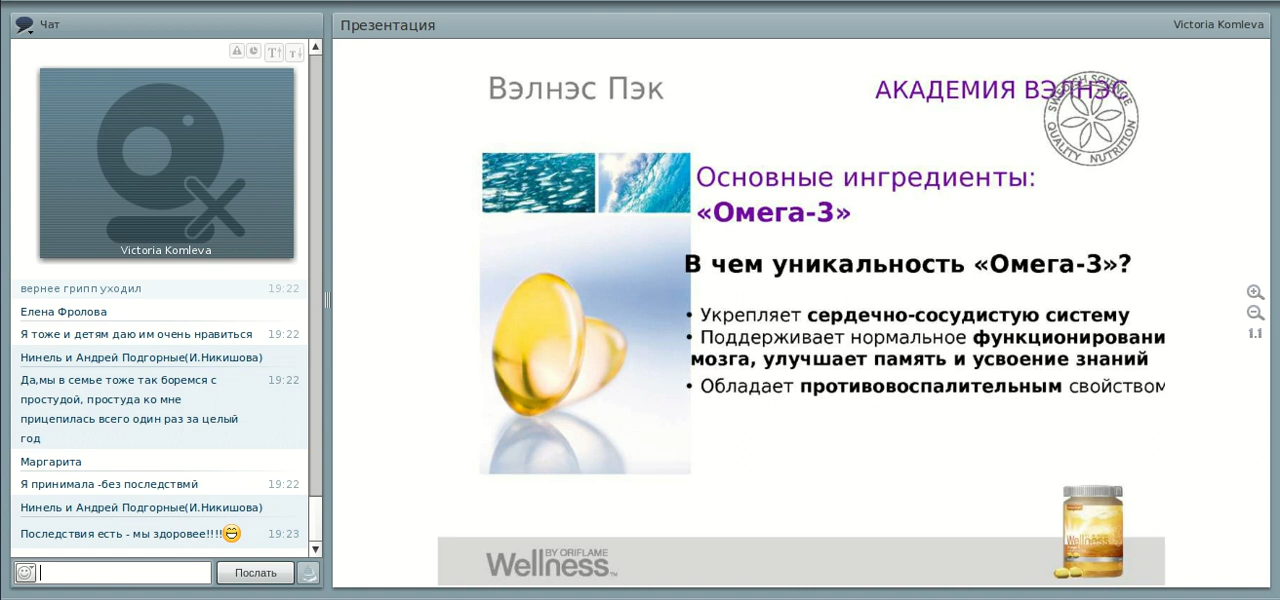 Чат
Victoria Komleva
вернее грипп уходил 19:22
Елена Фролова
Я тоже и детям даю им очень нравиться 19:22
Нинель и Андрей Подгорные(И.Никишова)
Да,мы в семье тоже так боремся с 19:22
простудой, простуда ко мне
прицепилась всего один раз за целый
год
Маргарита
Я принимала -без последствмй 19:22
Нинель и Андрей Подгорные(И.Никишова)
Последствия есть - мы здоровее!!!! 19:23
Послать
Презентация
Victoria Komleva
Вэлнэс Пэк
АКАДЕМИЯ ВЭЛНЭС
SWEDISH SCIENCE
QUALITY NUTRITION
Основные ингредиенты:
«Омега-3»
В чем уникальность «Омега-3»?
• Укрепляет сердечно-сосудистую систему
• Поддерживает нормальное функционировани
мозга, улучшает память и усвоение знаний
• Обладает противовоспалительным свойством
BY ORIFLAME
Wellness™
Wellness
1.1